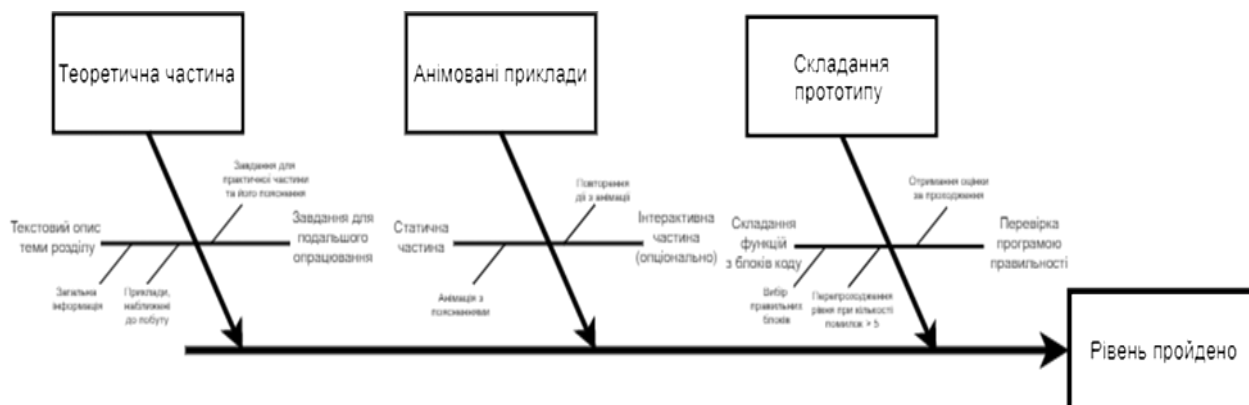 Теоретична частина
Анімовані приклади
Складання
прототипу
Завдання для
практичної частини
та його пояснення
Текстовий опис
теми розділу
Завдання для
подальшого
опрацювання
Загальна
інформація
Приклади,
наближені
до побуту
Повторення
дії з анімації
Статична
частина
Інтерактивна
частина
(опціонально)
Анімація з
поясненнями
Отримання оцінки
за проходження
Складання
функцій
з блоків коду
Перевірка
програмою
правильності
Вибір
правильних
блоків
Перепроходження
рівня при кількості
помилок > 5
Рівень пройдено